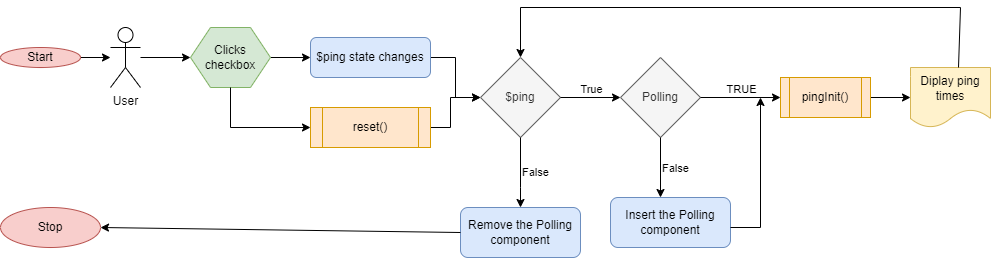 Start
User
Clicks
checkbox
$ping state changes
reset()
$ping
True
Polling
TRUE
pingInit()
Diplay ping
times
False
False
Remove the Polling
component
Insert the Polling
component
Stop